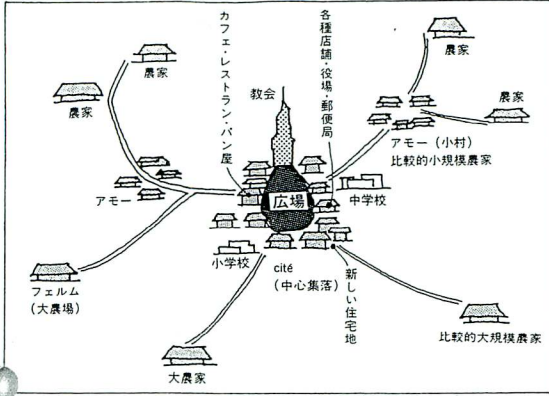 カフェ・レストラン・パン屋
各種店舗・役場・郵便局
農家
農家
農家
農家
教会
アモー（小村）
比較的小規模農家
アモー
広場
中学校
小学校
cité
（中心集落）
新しい住宅地
フェルム
（大農場）
大農家
比較的大規模農家